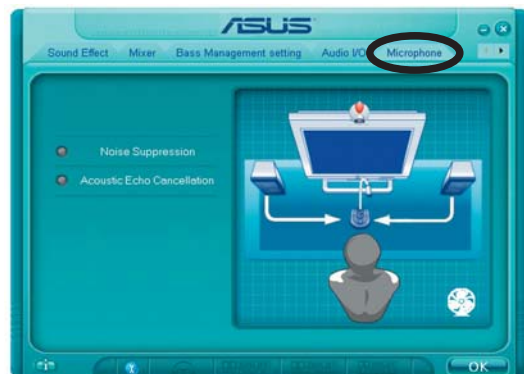 ASUS
Sound Effect Mixer Bass Management setting Audio I/O Microphone
Noise Suppression
Acoustic Echo Cancellation
OK